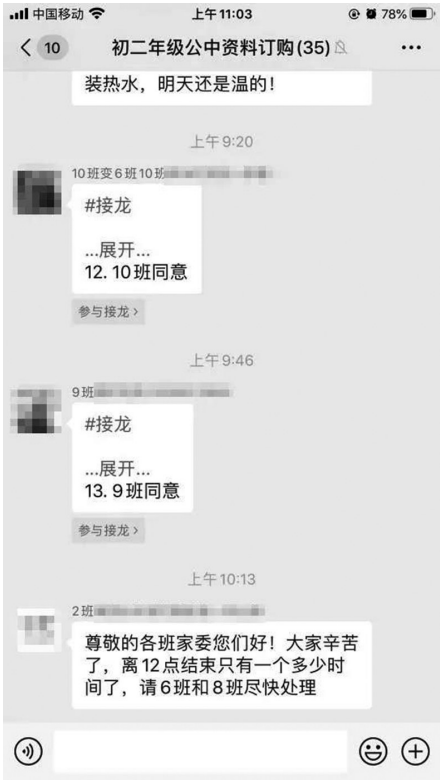 中国移动
上午11:03
78%
10
初二年级公中资料订购(35)
装热水，明天还是温的！
上午9:20
10班变6班10班
#接龙
...展开...
12. 10班同意
参与接龙 >
上午9:46
9班
#接龙
...展开...
13. 9班同意
参与接龙 >
上午10:13
2班
尊敬的各班家委您们好！大家辛苦
了，离12点结束只有一个多少时
间了，请6班和8班尽快处理